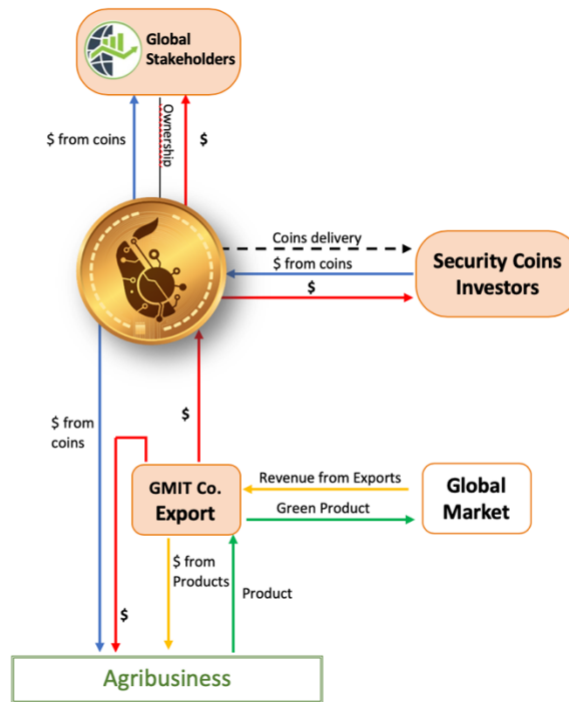 Global
Stakeholders
$ from coins
Ownership
$
Coins delivery
$ from coins
$
Security Coins
Investors
$ from
coins
$
GMIT Co.
Export
Revenue from Exports
Green Product
Global
Market
$ from
Products
$
Product
Agribusiness